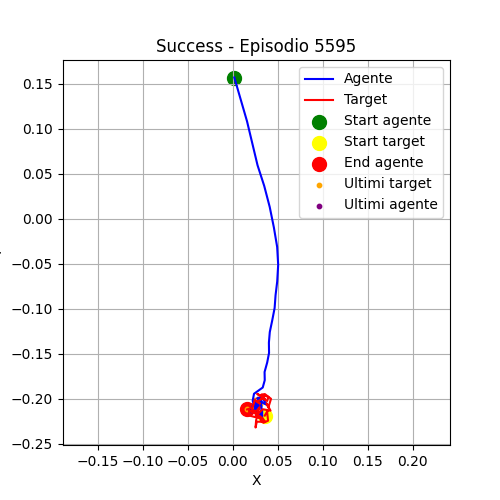 Success - Episodio 5595
Agente
Target
Start agente
Start target
End agente
Ultimi target
Ultimi agente
0.15
0.10
0.05
0.00
−0.05
−0.10
−0.15
−0.20
−0.25
−0.15 −0.10 −0.05 0.00 0.05 0.10 0.15 0.20
X